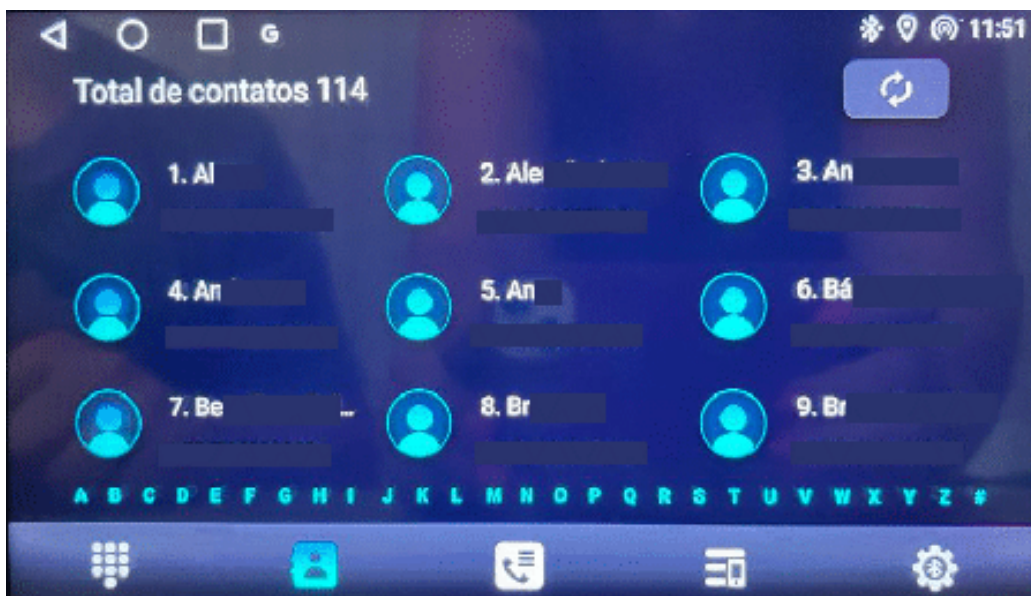 G 11:51
Total de contatos 114
1. Al 2. Ale 3. An
4. An 5. An 6. Bá
7. Be ... 8. Br 9. Br
A B C D E F G H I J K L M N O P Q R S T U V W X Y Z #